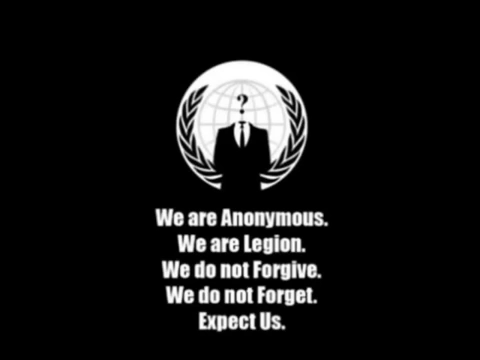 ?
We are Anonymous.
We are Legion.
We do not Forgive.
We do not Forget.
Expect Us.